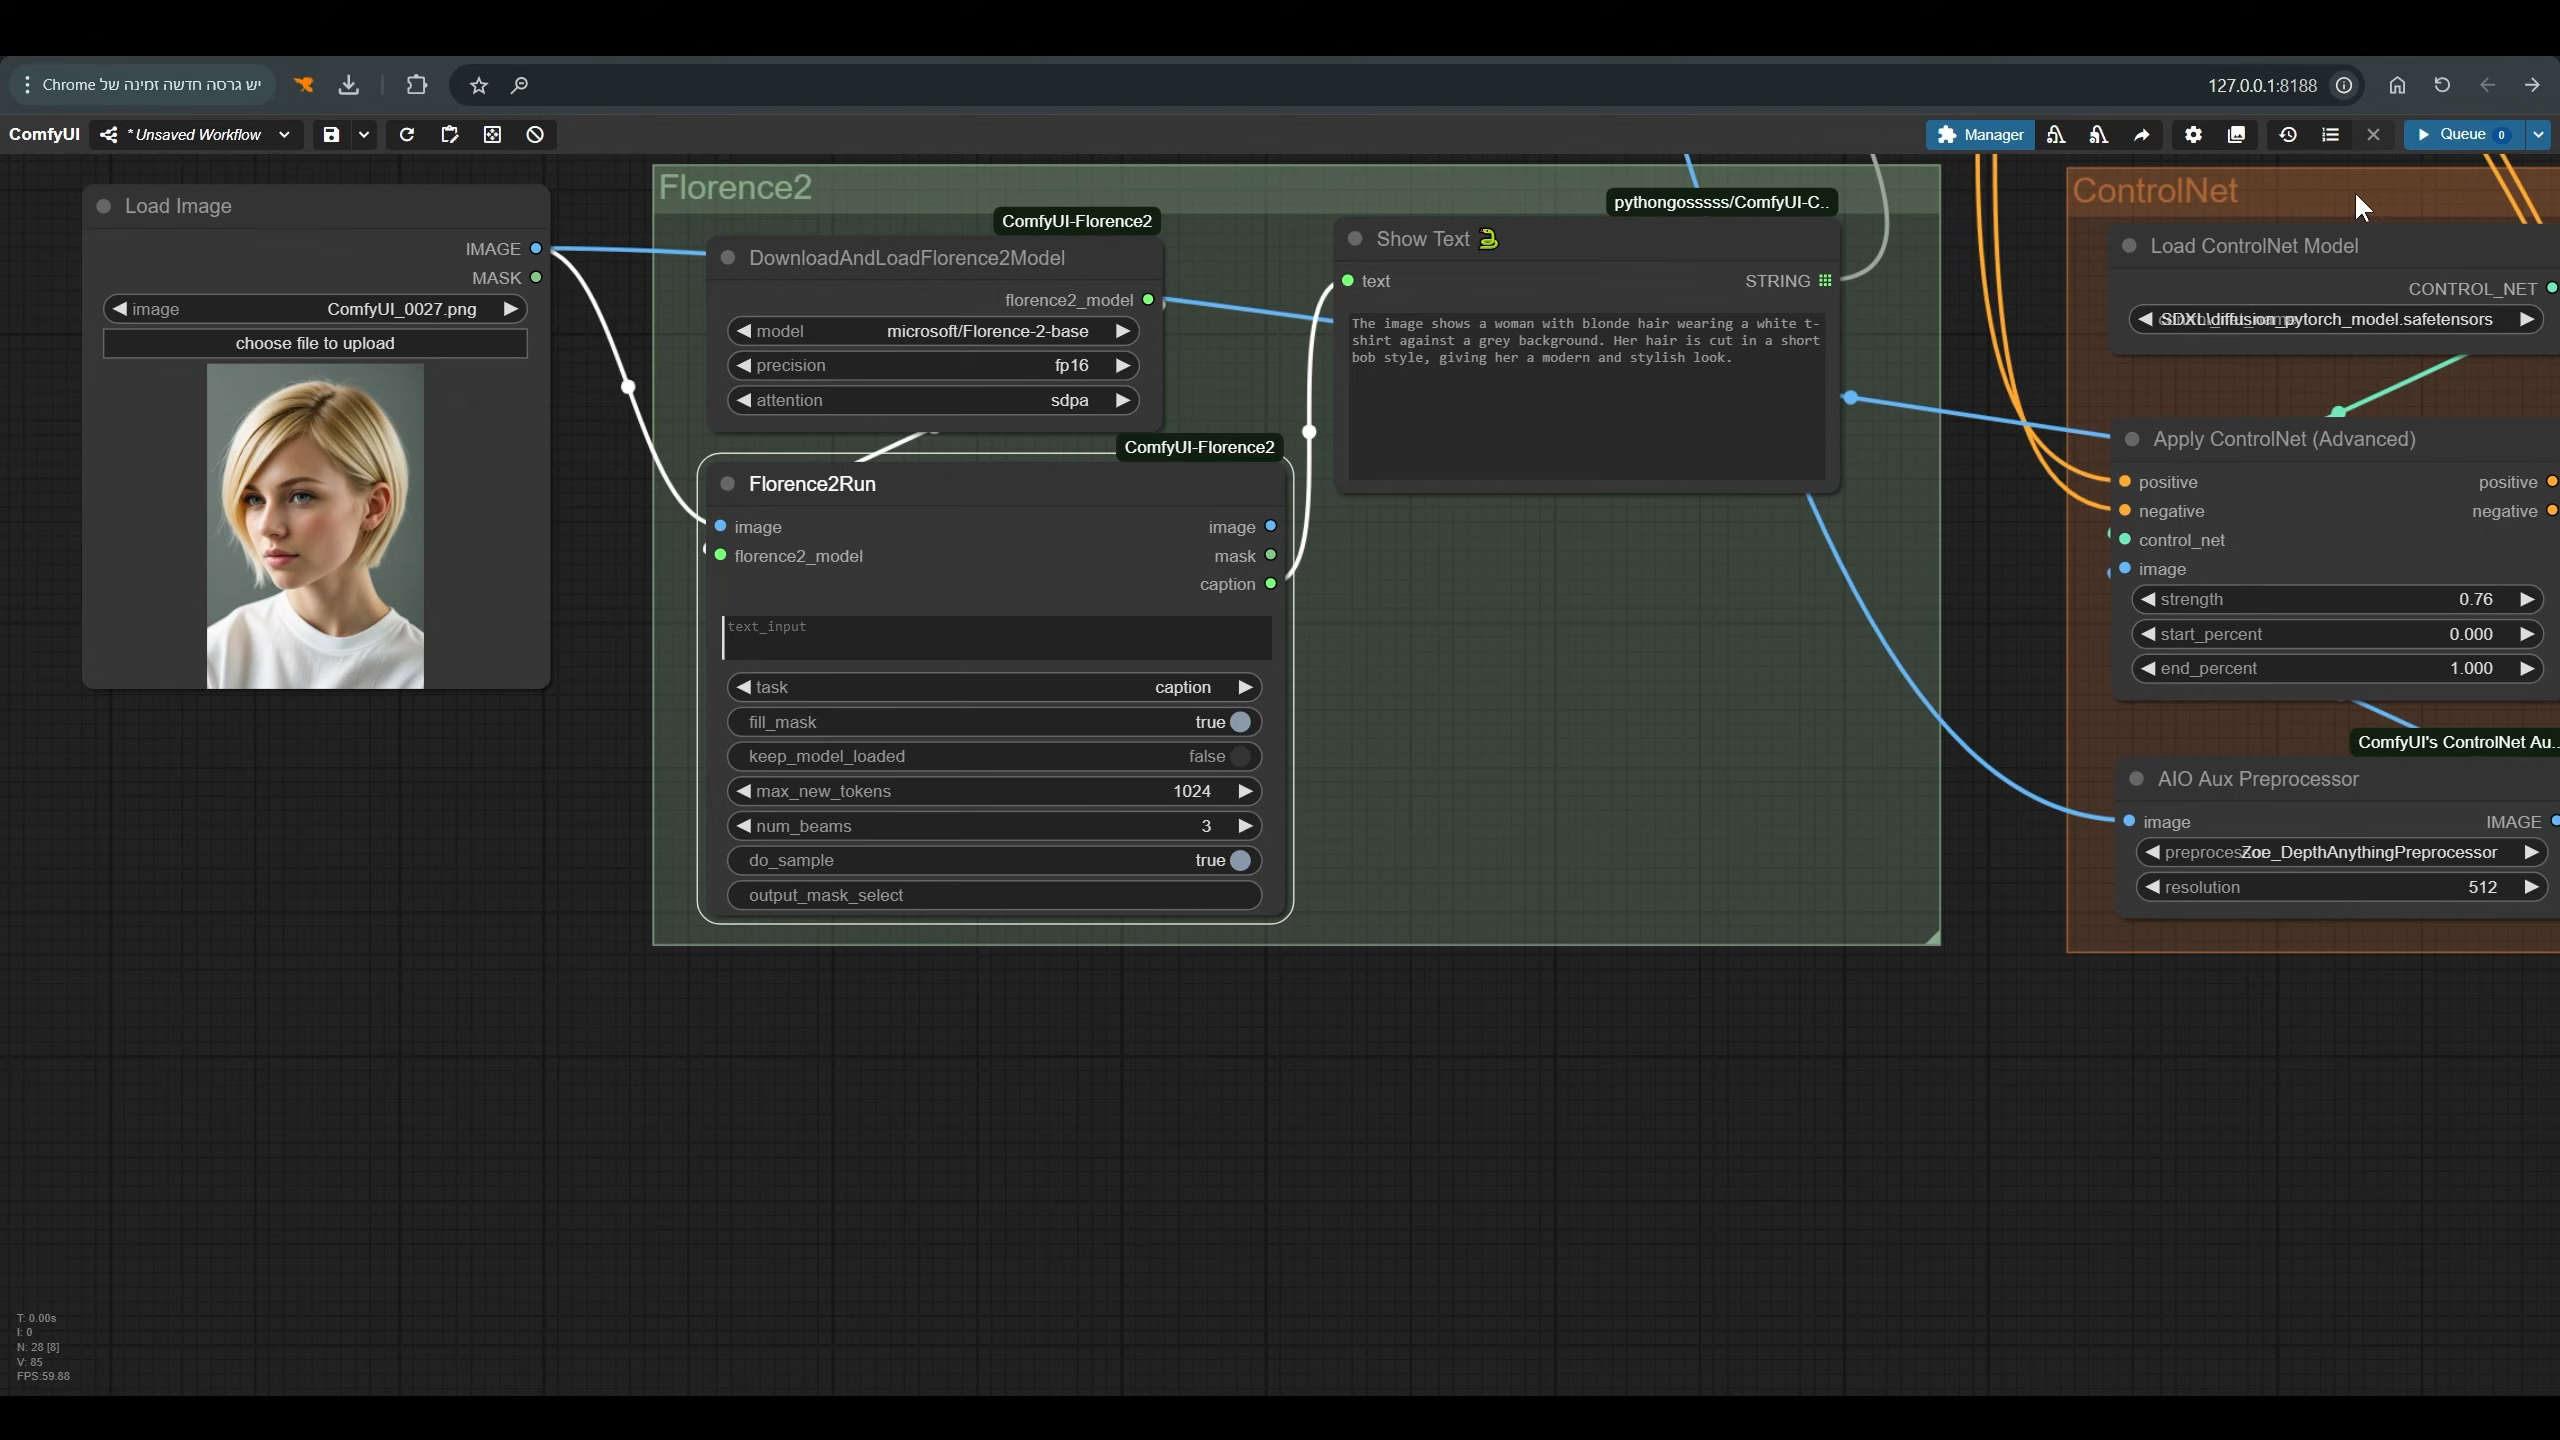 יש גרסה חדשה זמינה של Chrome
127.0.0.1:8188
ComfyUI
*Unsaved Workflow
Manager
Queue 0
Load Image
IMAGE
MASK
image ComfyUI_0027.png
choose file to upload
Florence2
ComfyUI-Florence2
DownloadAndLoadFlorence2Model
florence2_model
model microsoft/Florence-2-base
precision fp16
attention sdpa
ComfyUI-Florence2
Florence2Run
image image
florence2_model mask
caption
text_input
task caption
fill_mask true
keep_model_loaded false
max_new_tokens 1024
num_beams 3
do_sample true
output_mask_select
pythongosssss/ComfyUI-C..
Show Text
text STRING
The image shows a woman with blonde hair wearing a white t-
shirt against a grey background. Her hair is cut in a short
bob style, giving her a modern and stylish look.
ControlNet
Load ControlNet Model
CONTROL_NET
SDXL\diffusion_pytorch_model.safetensors
Apply ControlNet (Advanced)
positive positive
negative negative
control_net
image
strength 0.76
start_percent 0.000
end_percent 1.000
ComfyUI's ControlNet Au..
AIO Aux Preprocessor
image IMAGE
Zoe_DepthAnythingPreprocessor
resolution 512
T: 0.00s
I: 0
N: 28 [8]
V: 85
FPS:59.88